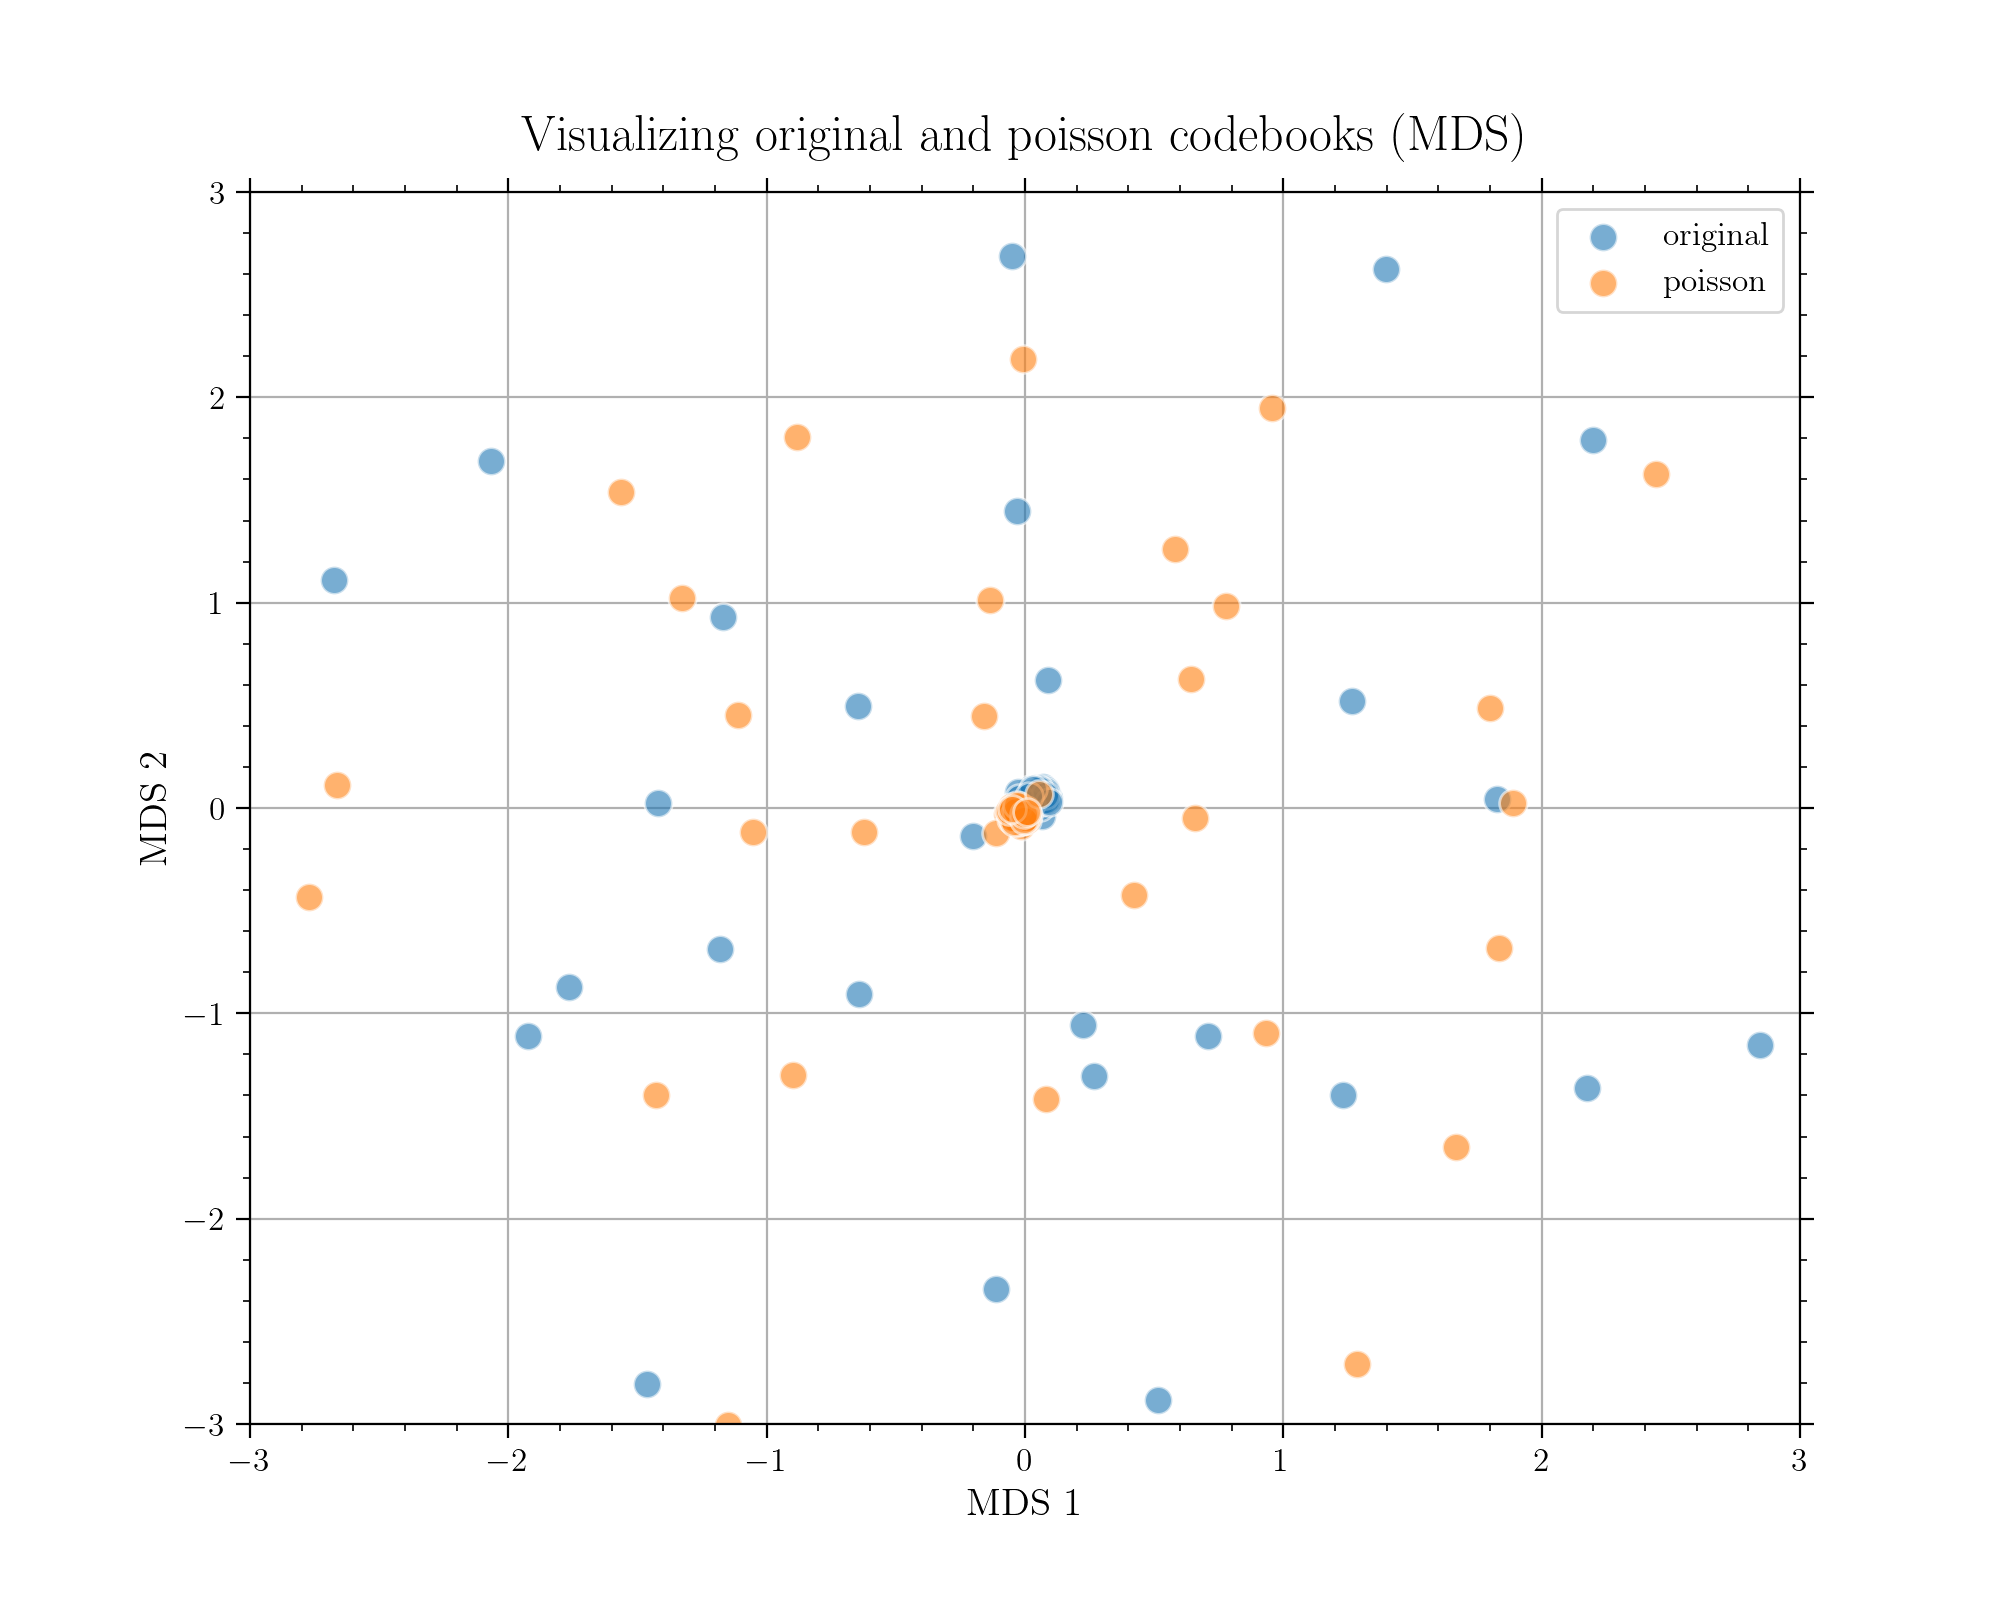 Visualizing original and poisson codebooks (MDS)
original
poisson
3
2
1
0
−1
−2
−3
MDS 2
−3
−2
−1
0
1
2
3
MDS 1